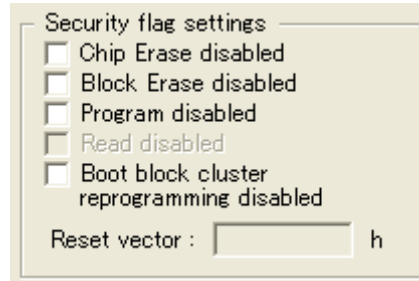 Security flag settings
Chip Erase disabled
Block Erase disabled
Program disabled
Read disabled
Boot block cluster
reprogramming disabled
Reset vector : h